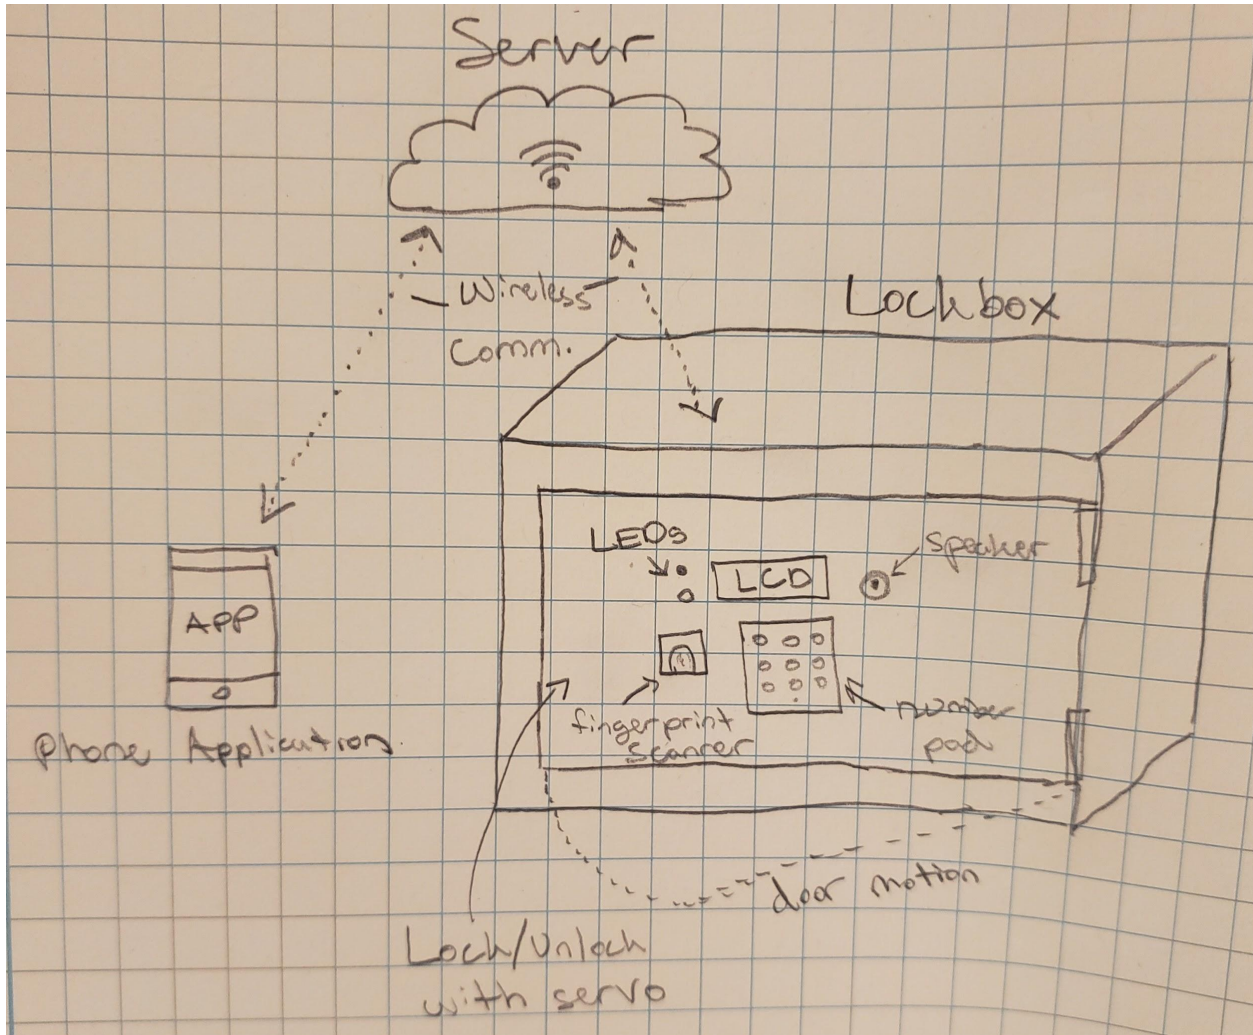 Server
Wireless
Comm.
Lockbox
LEDs
LCD
Speaker
APP
fingerprint
Scanner
number
pad
Phone Application
door motion
Lock/Unlock
with servo